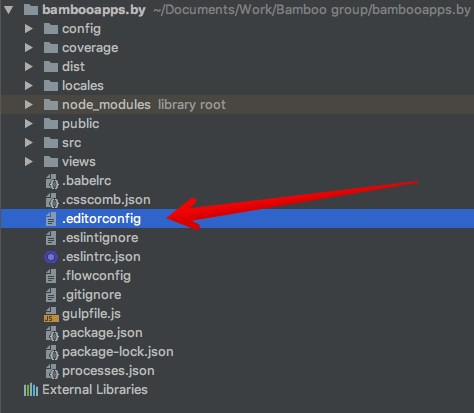 bambooapps.by ~/Documents/Work/Bamboo group/bambooapps.by
config
coverage
dist
locales
node_modules library root
public
src
views
.babelrc
.csscomb.json
.editorconfig
.eslintignore
.eslintrc.json
.flowconfig
.gitignore
JS gulpfile.js
package.json
package-lock.json
processes.json
External Libraries